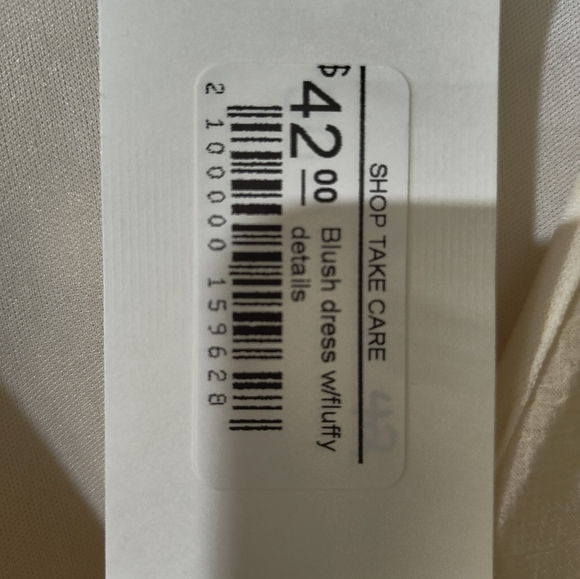 SHOP TAKE CARE
$42.00 Blush dress w/fluffy
details
2 100000 159628